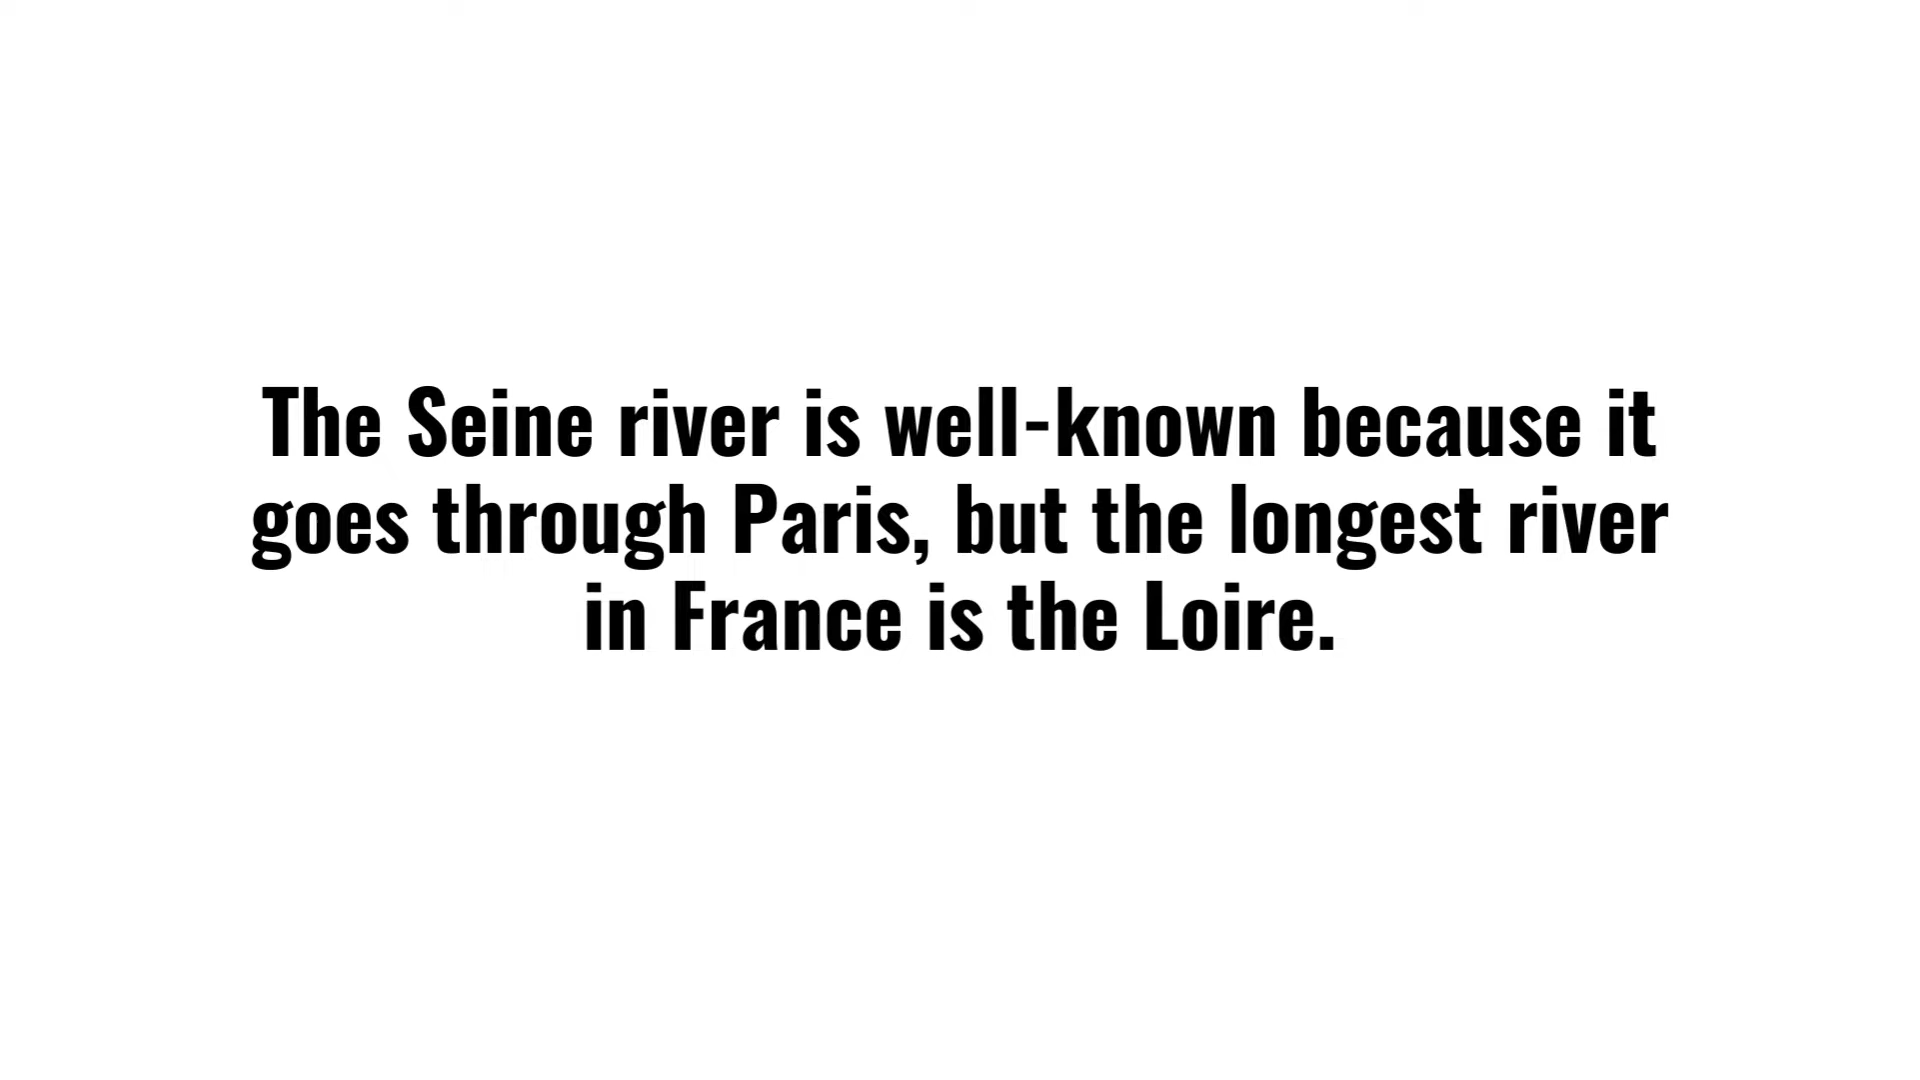 The Seine river is well-known because it
goes through Paris, but the longest river
in France is the Loire.